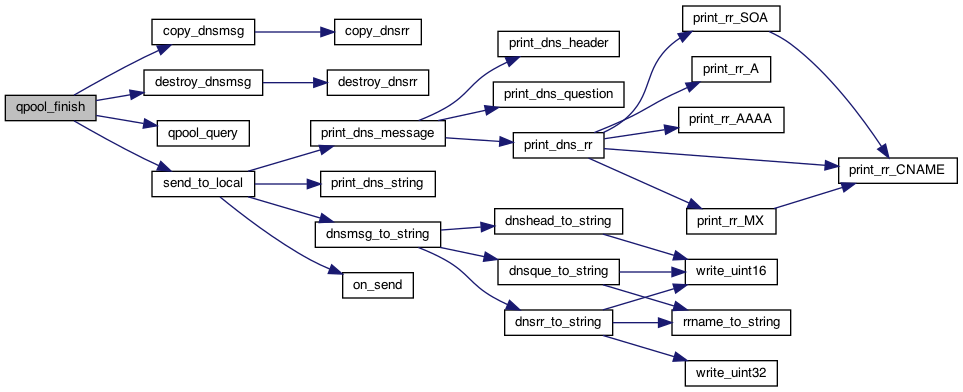 qpool_finish
copy_dnsmsg
copy_dnsrr
destroy_dnsmsg
destroy_dnsrr
qpool_query
send_to_local
print_dns_message
print_dns_header
print_dns_question
print_dns_rr
print_rr_SOA
print_rr_A
print_rr_AAAA
print_rr_CNAME
print_rr_MX
print_dns_string
dnsmsg_to_string
dnshead_to_string
dnsque_to_string
dnsrr_to_string
write_uint16
rrname_to_string
write_uint32
on_send